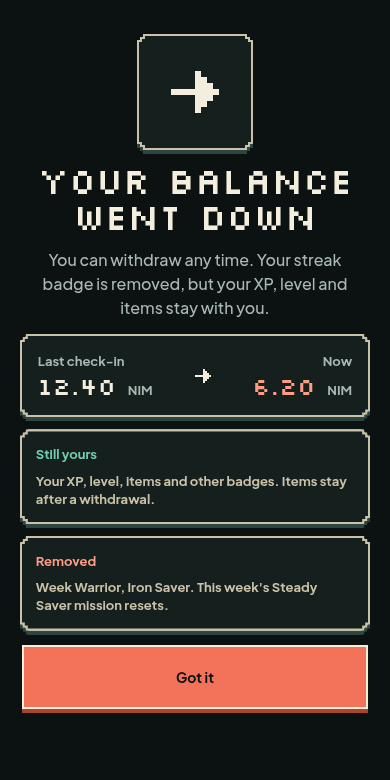 YOUR BALANCE
WENT DOWN
You can withdraw any time. Your streak
badge is removed, but your XP, level and
items stay with you.
Last check-in
Now
12.40 NIM
6.20 NIM
Still yours
Your XP, level, items and other badges. Items stay
after a withdrawal.
Removed
Week Warrior, Iron Saver. This week's Steady
Saver mission resets.
Got it